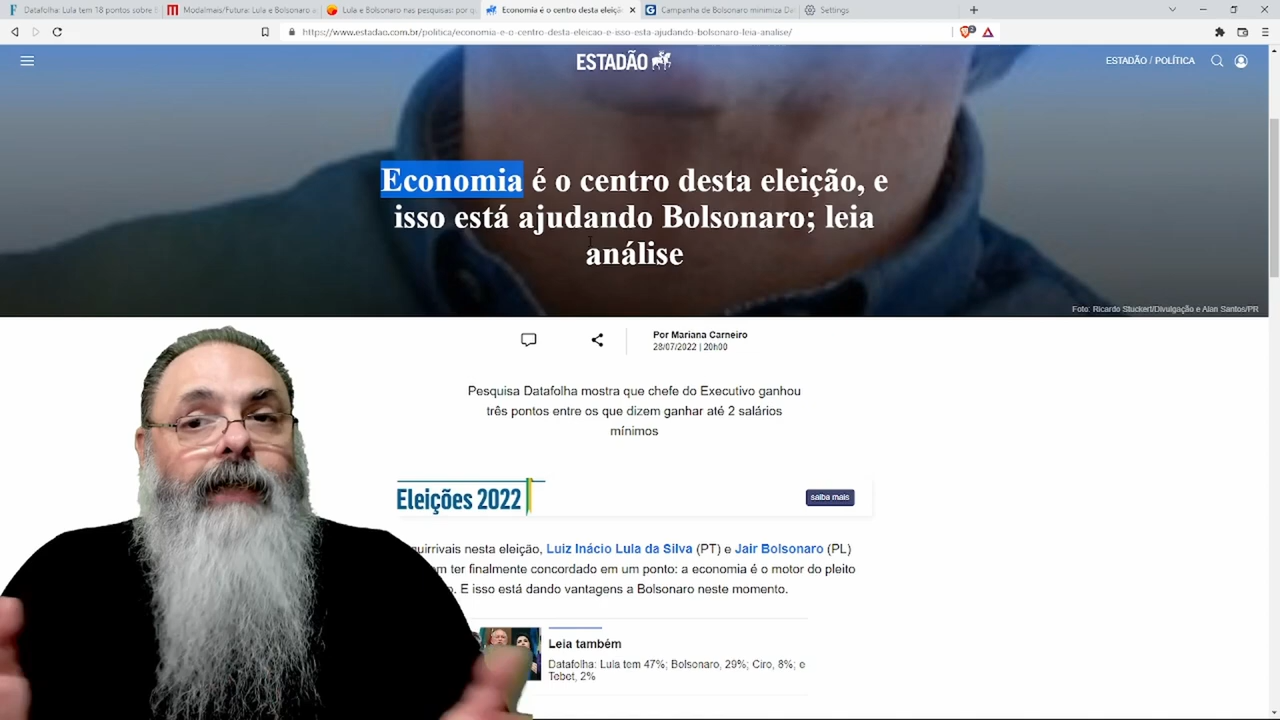 Datafolha: Lula tem 18 pontos sobre
Modalmais/Futura: Lula e Bolsonaro
Lula e Bolsonaro nas pesquisas: por
Economia é o centro desta
Campanha de Bolsonaro minimiza
Settings
https://www.estadao.com.br/politica/economia-e-o-centro-desta-eleicao-e-isso-esta-ajudando-bolsonaro-leia-analise/
ESTADÃO
ESTADÃO / POLÍTICA
Economia é o centro desta eleição, e
isso está ajudando Bolsonaro; leia
análise
Foto: Ricardo Stuckert/Divulgação e Alan Santos/PR
Por Mariana Carneiro
28/07/2022 | 20h00
Pesquisa Datafolha mostra que chefe do Executivo ganhou
três pontos entre os que dizem ganhar até 2 salários
mínimos
Eleições 2022
saiba mais
nesta eleição, Luiz Inácio Lula da Silva (PT) e Jair Bolsonaro (PL)
ter finalmente concordado em um ponto: a economia é o motor do pleito
E isso está dando vantagens a Bolsonaro neste momento.
Leia também
Datafolha: Lula tem 47%; Bolsonaro, 29%; Ciro, 8%; e
Tebet, 2%